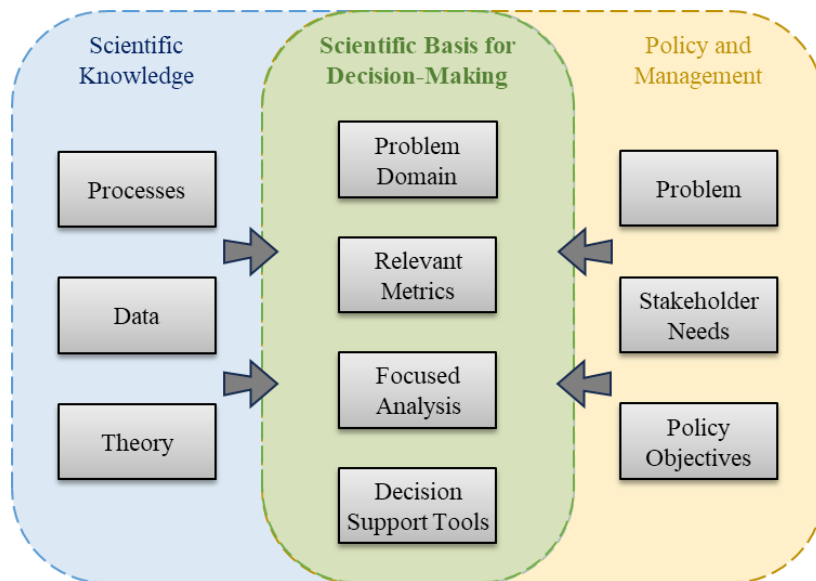 Scientific
Knowledge
Processes
Data
Theory
Scientific Basis for
Decision-Making
Problem
Domain
Relevant
Metrics
Focused
Analysis
Decision
Support Tools
Policy and
Management
Problem
Stakeholder
Needs
Policy
Objectives